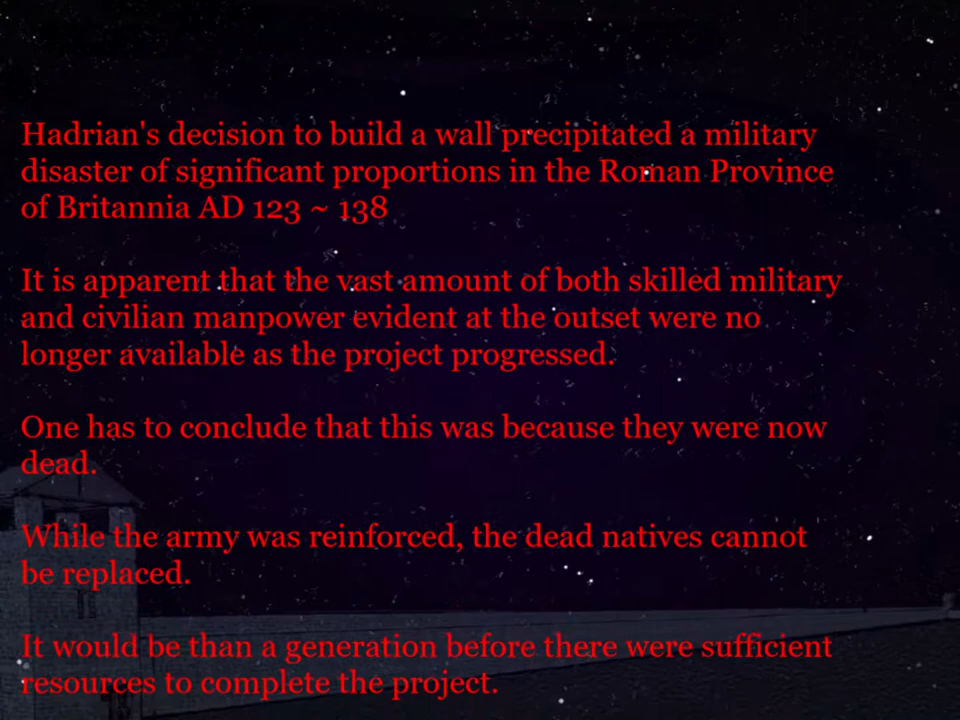 Hadrian's decision to build a wall precipitated a military
disaster of significant proportions in the Roman Province
of Britannia AD 123 ~ 138
It is apparent that the vast amount of both skilled military
and civilian manpower evident at the outset were no
longer available as the project progressed.
One has to conclude that this was because they were now
dead.
While the army was reinforced, the dead natives cannot
be replaced.
It would be than a generation before there were sufficient
resources to complete the project.